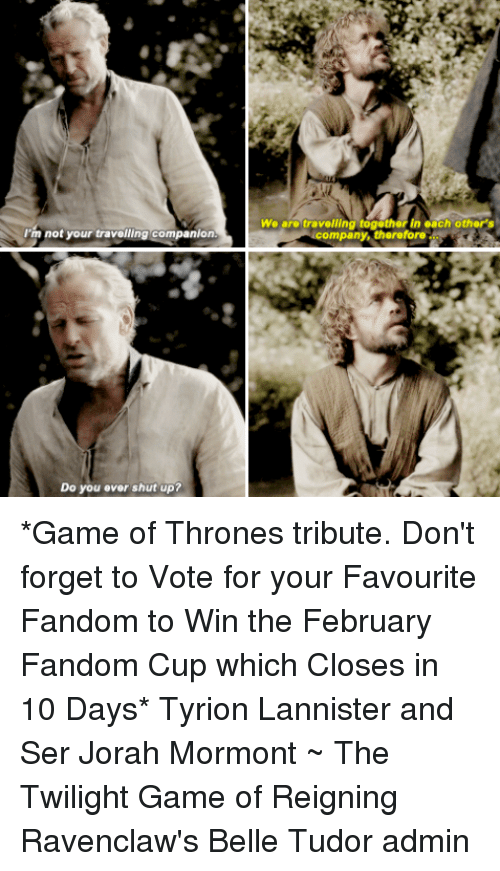 I'm not your travelling companion.
We are travelling together in each other's
company, therefore ...
Do you ever shut up?
*Game of Thrones tribute. Don't
forget to Vote for your Favourite
Fandom to Win the February
Fandom Cup which Closes in
10 Days* Tyrion Lannister and
Ser Jorah Mormont ~ The
Twilight Game of Reigning
Ravenclaw's Belle Tudor admin